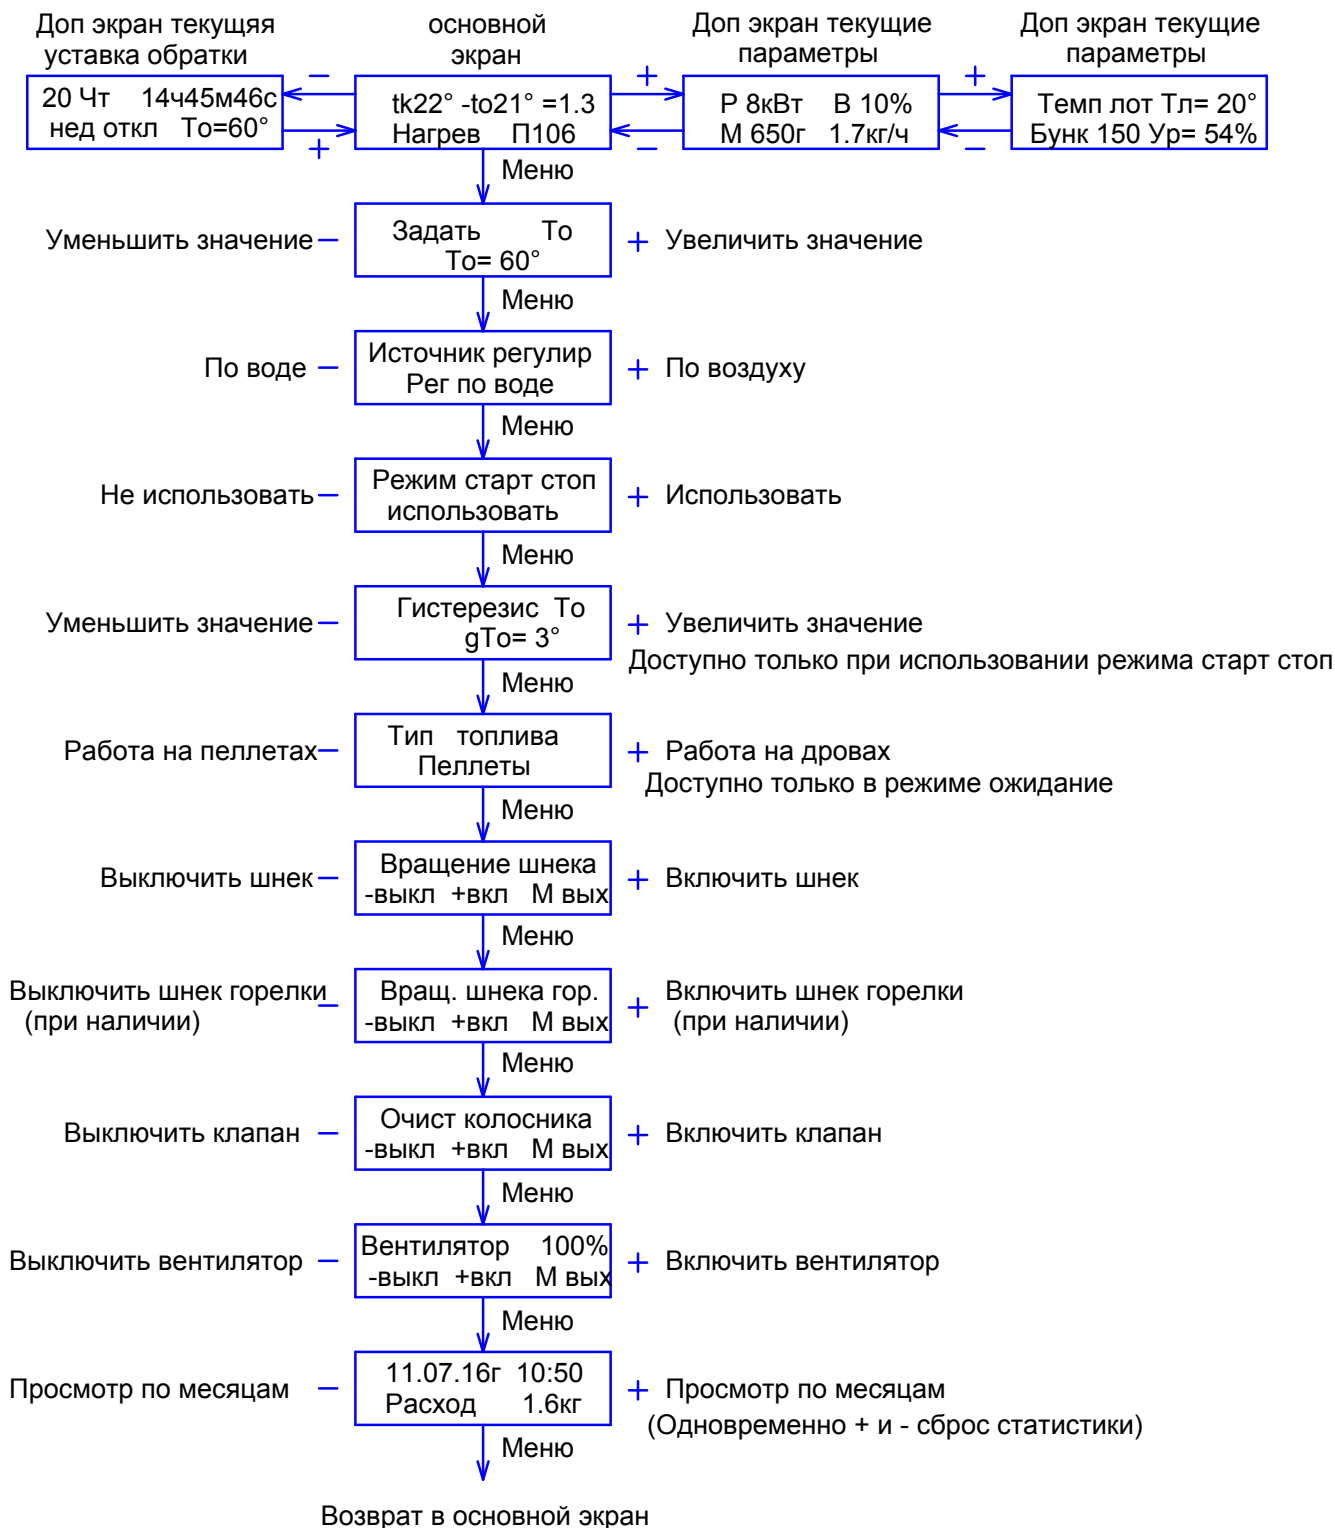 Доп экран текущяя
уставка обратки
основной
экран
Доп экран текущие
параметры
Доп экран текущие
параметры
20 Чт 14ч45м46с
нед откл То=60°
−
+
tk22° -to21° =1.3
Нагрев П106
+
−
Р 8кВт В 10%
М 650г 1.7кг/ч
+
−
Темп лот Тл= 20°
Бунк 150 Ур= 54%
Меню
Уменьшить значение −
Задать То
То= 60°
+ Увеличить значение
Меню
По воде −
Источник регулир
Рег по воде
+ По воздуху
Меню
Не использовать −
Режим старт стоп
использовать
+ Использовать
Меню
Уменьшить значение −
Гистерезис То
gTo= 3°
+ Увеличить значение
Доступно только при использовании режима старт стоп
Меню
Работа на пеллетах −
Тип топлива
Пеллеты
+ Работа на дровах
Доступно только в режиме ожидание
Меню
Выключить шнек −
Вращение шнека
-выкл +вкл М вых
+ Включить шнек
Меню
Выключить шнек горелки −
(при наличии)
Вращ. шнека гор.
-выкл +вкл М вых
+ Включить шнек горелки
(при наличии)
Меню
Выключить клапан −
Очист колосника
-выкл +вкл М вых
+ Включить клапан
Меню
Выключить вентилятор −
Вентилятор 100%
-выкл +вкл М вых
+ Включить вентилятор
Меню
Просмотр по месяцам −
11.07.16г 10:50
Расход 1.6кг
+ Просмотр по месяцам
(Одновременно + и - сброс статистики)
Меню
Возврат в основной экран